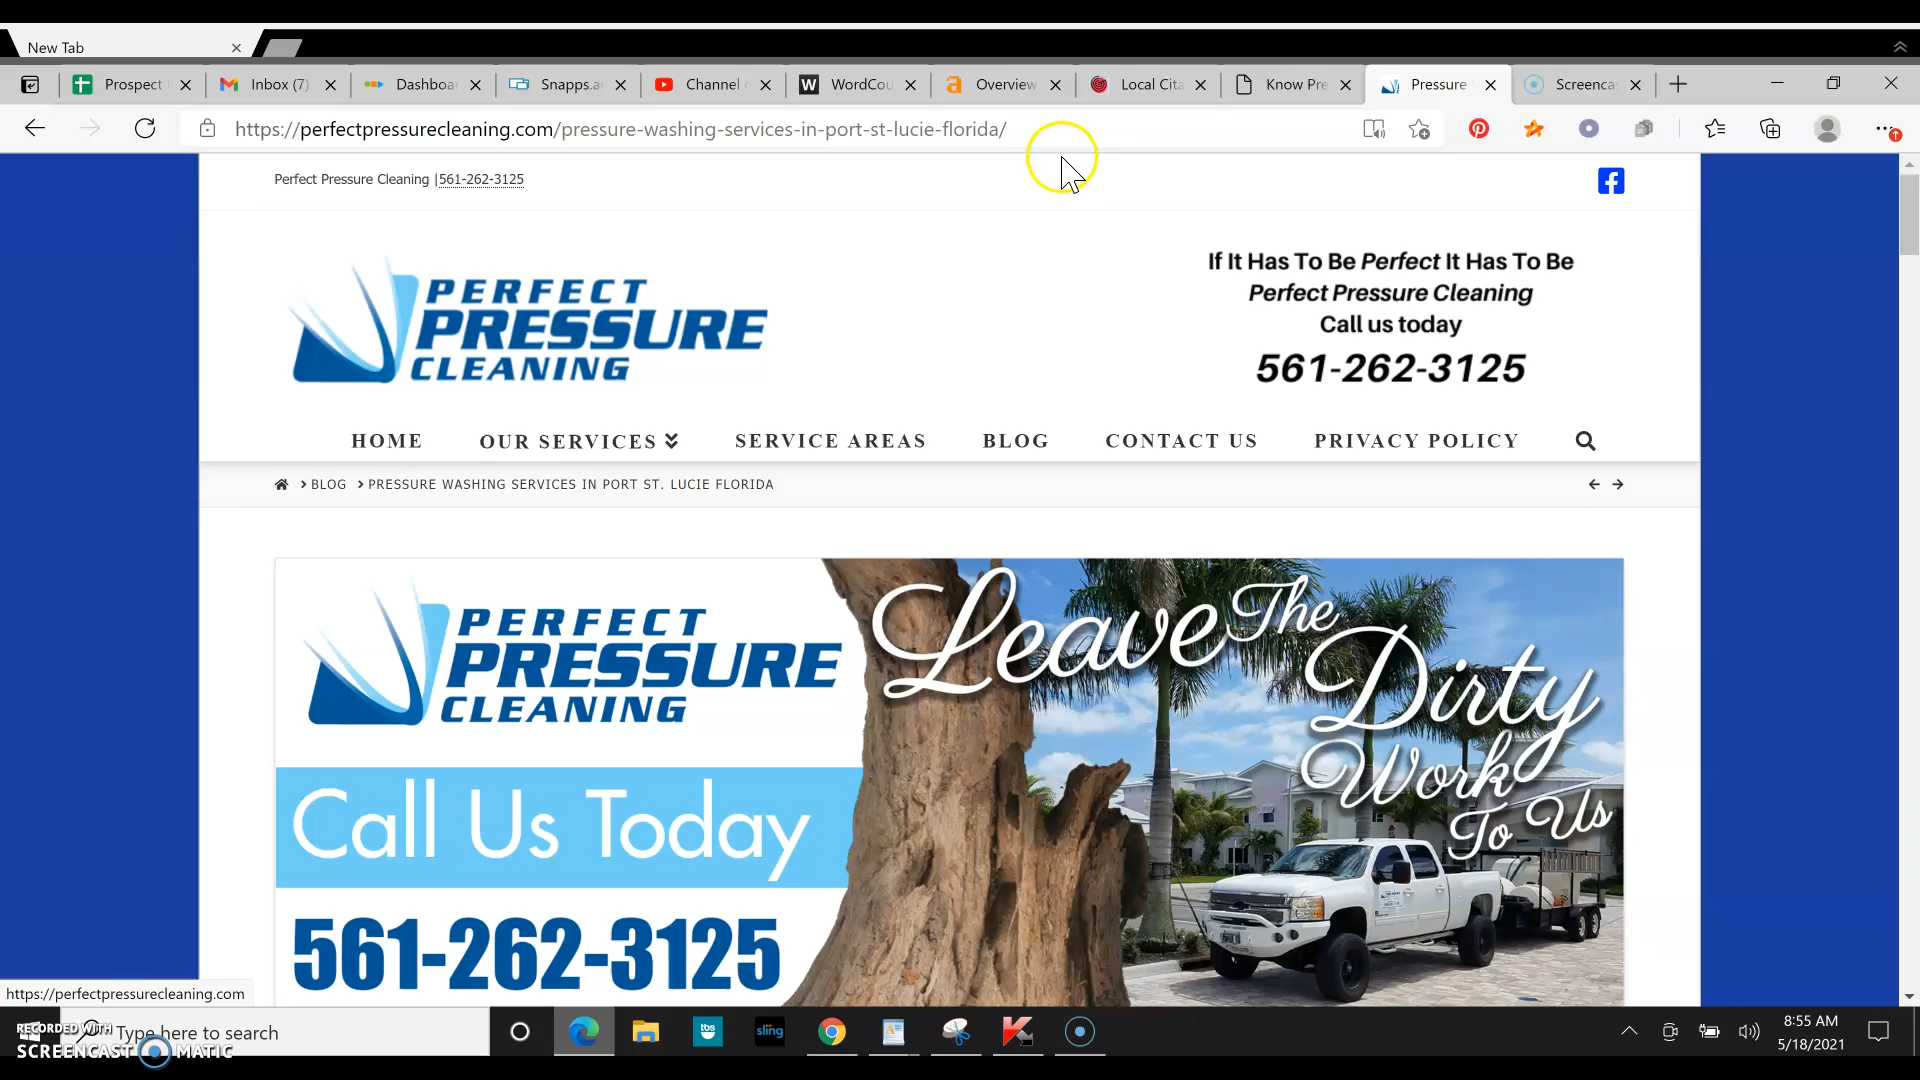 New Tab
Prospect
Inbox (7)
Dashboar
Snapps.ai
Channel
WordCou
Overview
Local Cita
Know Pre
Pressure
Screencas
https://perfectpressurecleaning.com/pressure-washing-services-in-port-st-lucie-florida/
Perfect Pressure Cleaning |561-262-3125
PERFECT
PRESSURE
CLEANING
If It Has To Be Perfect It Has To Be
Perfect Pressure Cleaning
Call us today
561-262-3125
HOME
OUR SERVICES
SERVICE AREAS
BLOG
CONTACT US
PRIVACY POLICY
BLOG
PRESSURE WASHING SERVICES IN PORT ST. LUCIE FLORIDA
PERFECT
PRESSURE
CLEANING
Leave The
Dirty
Work
To Us
Call Us Today
561-262-3125
https://perfectpressurecleaning.com
RECORDED WITH
SCREENCAST MATIC
Type here to search
tbs
sling
8:55 AM
5/18/2021